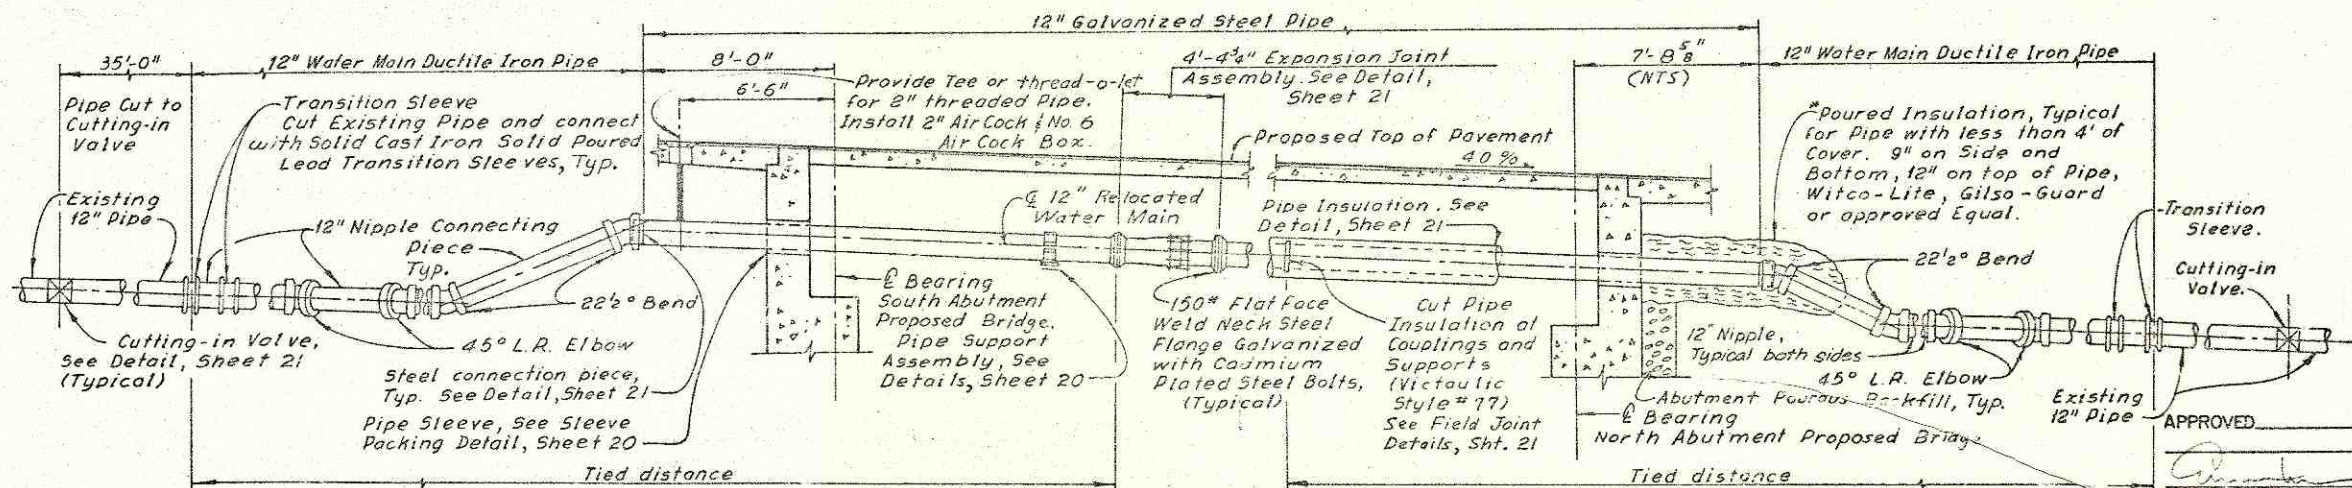 12" Galvanized Steel Pipe
35'-0"
12" Water Main Ductile Iron Pipe
8'-0"
6'-6"
4'-4¾" Expansion Joint
Assembly. See Detail,
Sheet 21
7'-8⅝"
(NTS)
12" Water Main Ductile Iron Pipe
Pipe Cut to
Cutting-in
Valve
Transition Sleeve
Cut Existing Pipe and connect
with Solid Cast Iron Solid Poured
Lead Transition Sleeves, Typ.
Provide Tee or thread-o-let
for 2" threaded Pipe.
Install 2" Air Cock & No. 6
Air Cock Box.
Proposed Top of Pavement
4.0 %
*Poured Insulation, Typical
for Pipe with less than 4' of
Cover. 9" on Side and
Bottom, 12" on top of Pipe,
Witco-Lite, Gilso-Guard
or approved Equal.
Existing
12" Pipe
12" Nipple Connecting
Piece
Typ.
℄ 12" Relocated
Water Main
Pipe Insulation. See
Detail, Sheet 21
Transition
Sleeve.
22½° Bend
Cutting-in
Valve.
22½° Bend
Cutting-in Valve,
See Detail, Sheet 21
(Typical)
45° L.R. Elbow
Steel connection piece,
Typ. See Detail, Sheet 21
Pipe Sleeve, See Sleeve
Packing Detail, Sheet 20
℄ Bearing
South Abutment
Proposed Bridge.
Pipe Support
Assembly, See
Details, Sheet 20
150# Flat Face
Weld Neck Steel
Flange Galvanized
with Cadmium
Plated Steel Bolts,
(Typical)
Cut Pipe
Insulation at
Couplings and
Supports
(Victaulic
Style #77)
See Field Joint
Details, Sht. 21
12" Nipple,
Typical both sides
45° L.R. Elbow
Abutment Pourous Backfill, Typ.
℄ Bearing
North Abutment Proposed Bridge
Existing
12" Pipe
APPROVED
Tied distance
Tied distance